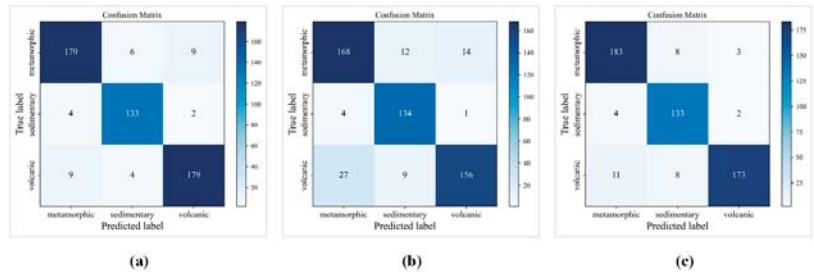 Confusion Matrix
True label
metamorphic
sedimentary
volcanic
179 6 9
4 133 2
9 4 179
metamorphic sedimentary volcanic
Predicted label
160
140
120
100
80
60
40
20
(a)
Confusion Matrix
True label
metamorphic
sedimentary
volcanic
168 12 14
4 134 1
27 9 156
metamorphic sedimentary volcanic
Predicted label
160
140
120
100
80
60
40
20
(b)
Confusion Matrix
True label
metamorphic
sedimentary
volcanic
183 8 3
4 133 2
11 8 173
metamorphic sedimentary volcanic
Predicted label
175
150
125
100
75
50
25
(c)